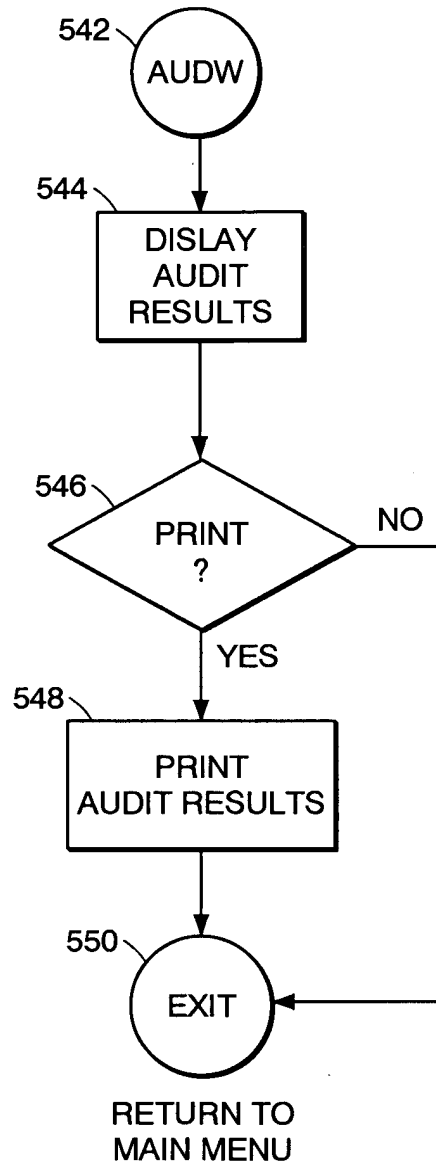 542
AUDW
544
DISLAY
AUDIT
RESULTS
546
PRINT
?
NO
YES
548
PRINT
AUDIT RESULTS
550
EXIT
RETURN TO
MAIN MENU